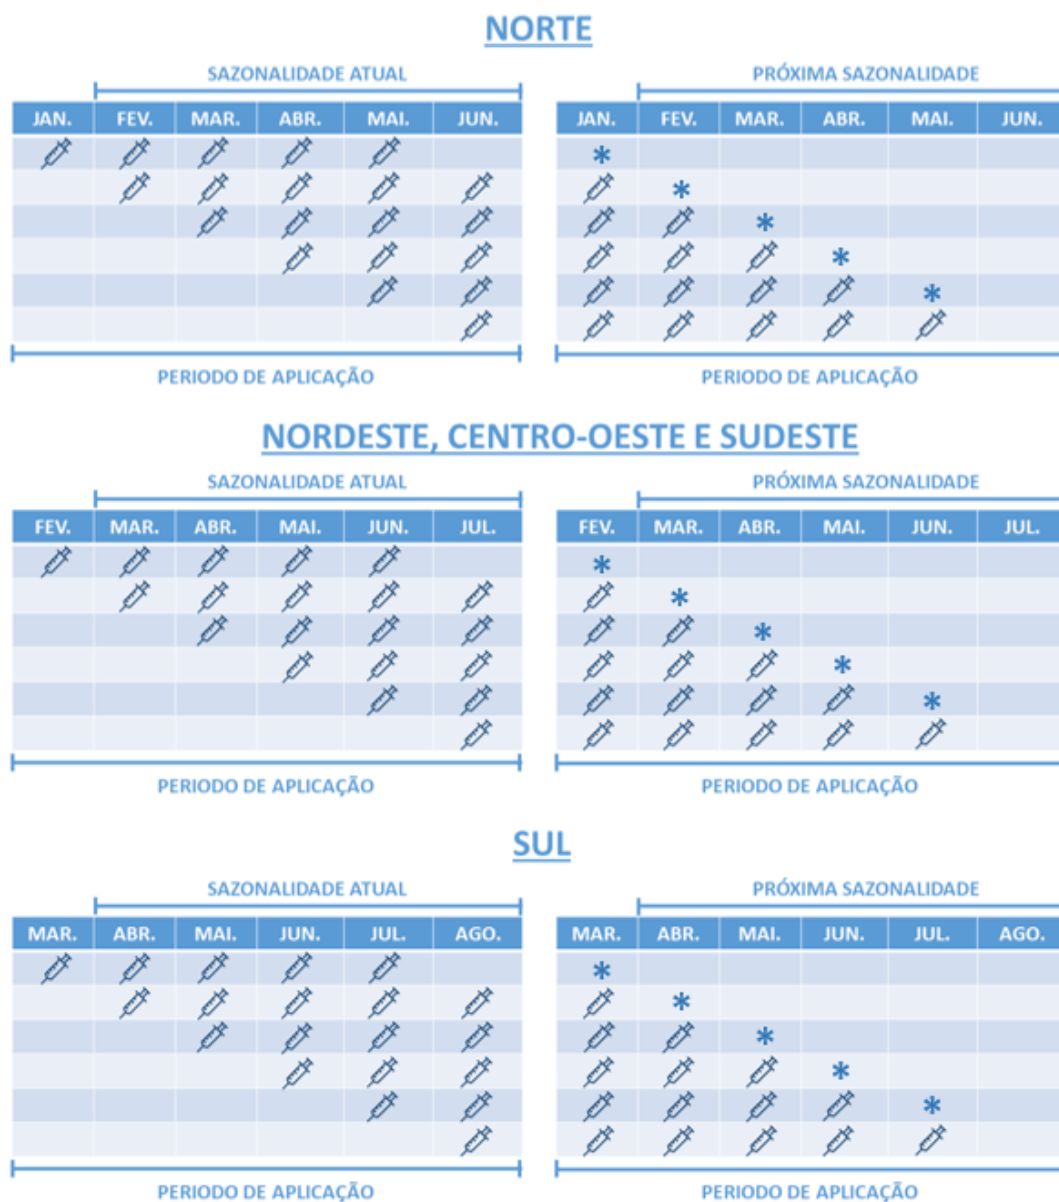 NORTE
SAZONALIDADE ATUAL PRÓXIMA SAZONALIDADE
JAN. FEV. MAR. ABR. MAI. JUN. JAN. FEV. MAR. ABR. MAI. JUN.
*
*
*
*
*
PERIODO DE APLICAÇÃO PERIODO DE APLICAÇÃO
NORDESTE, CENTRO-OESTE E SUDESTE
SAZONALIDADE ATUAL PRÓXIMA SAZONALIDADE
FEV. MAR. ABR. MAI. JUN. JUL. FEV. MAR. ABR. MAI. JUN. JUL.
*
*
*
*
*
PERIODO DE APLICAÇÃO PERIODO DE APLICAÇÃO
SUL
SAZONALIDADE ATUAL PRÓXIMA SAZONALIDADE
MAR. ABR. MAI. JUN. JUL. AGO. MAR. ABR. MAI. JUN. JUL. AGO.
*
*
*
*
*
PERIODO DE APLICAÇÃO PERIODO DE APLICAÇÃO